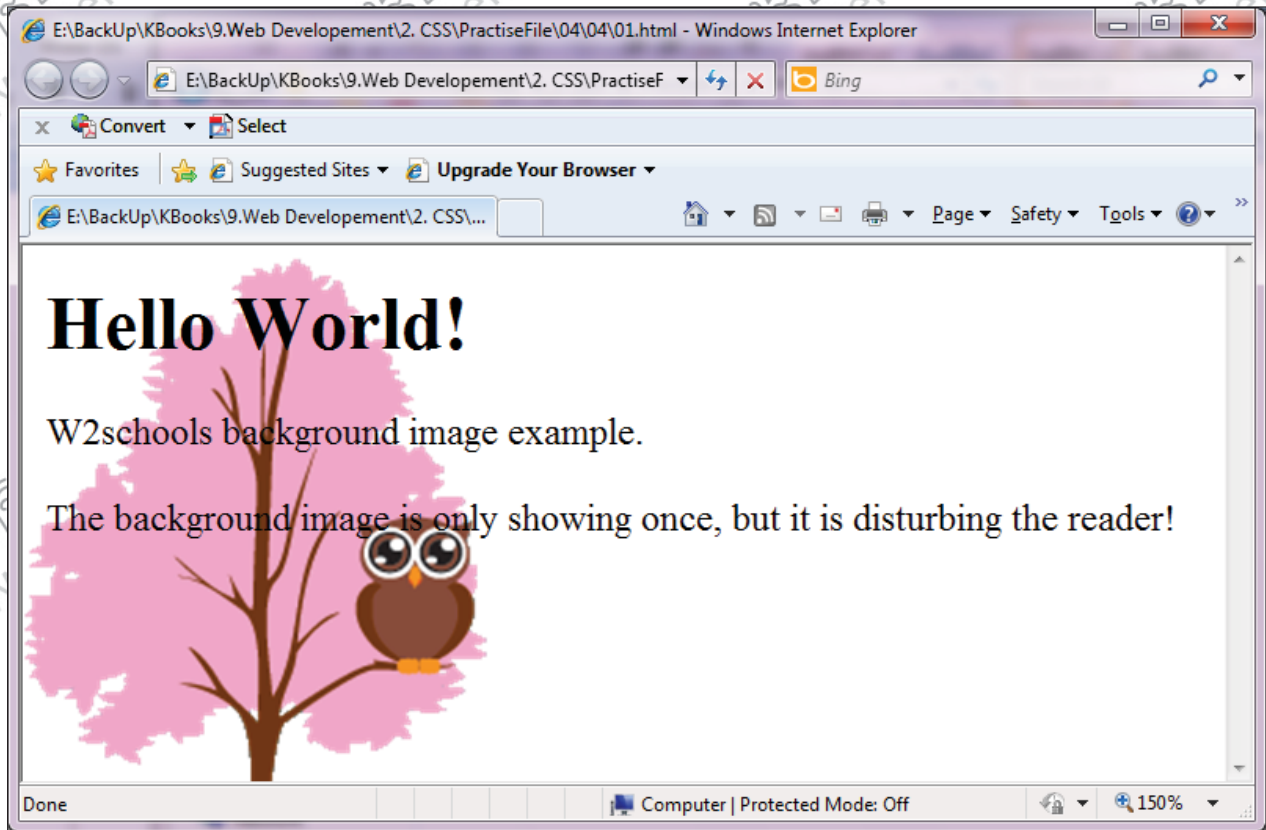 E:\BackUp\KBooks\9.Web Developement\2. CSS\PractiseFile\04\04\01.html - Windows Internet Explorer
E:\BackUp\KBooks\9.Web Developement\2. CSS\PractiseF Bing
x Convert Select
Favorites Suggested Sites Upgrade Your Browser
E:\BackUp\KBooks\9.Web Developement\2. CSS\... Page Safety Tools
Hello World!
W2schools background image example.
The background image is only showing once, but it is disturbing the reader!
Done Computer | Protected Mode: Off 150%